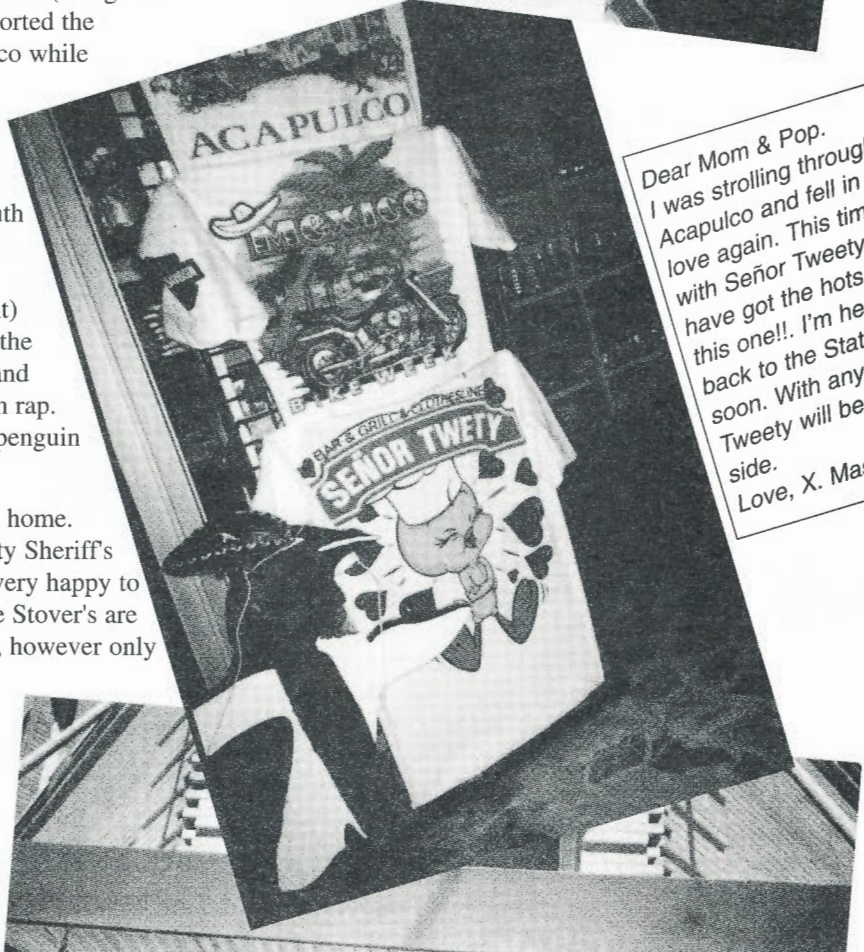 orted the
co while
uth
t)
the
and
n rap.
penguin
home.
ty Sheriff's
very happy to
e Stover's are
, however only
ACAPULCO
MEXICO
BIKE WEEK
BAR & GRILL & CLOTHESLINE
SEÑOR TWETY
Dear Mom & Pop.
I was strolling through
Acapulco and fell in
love again. This tim
with Señor Tweety
have got the hots
this one!!. I'm he
back to the Stat
soon. With any
Tweety will be
side.
Love, X. Mas